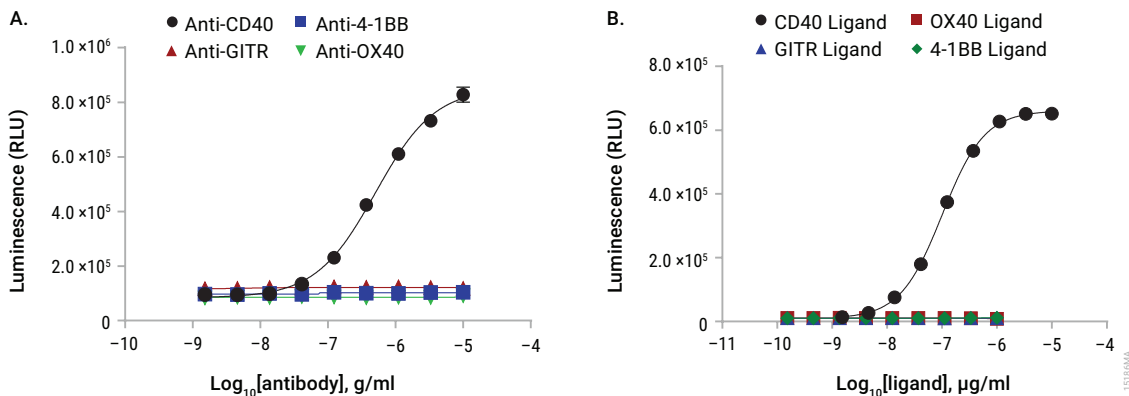 A.
Anti-CD40 Anti-4-1BB
Anti-GITR Anti-OX40
Luminescence (RLU)
1.0 ×10⁶
8.0 ×10⁵
6.0 ×10⁵
4.0 ×10⁵
2.0 ×10⁵
0
−10 −9 −8 −7 −6 −5 −4
Log₁₀[antibody], g/ml
B.
CD40 Ligand OX40 Ligand
GITR Ligand 4-1BB Ligand
Luminescence (RLU)
8.0 ×10⁵
6.0 ×10⁵
4.0 ×10⁵
2.0 ×10⁵
0
−11 −10 −9 −8 −7 −6 −5 −4
Log₁₀[ligand], µg/ml
15186MA